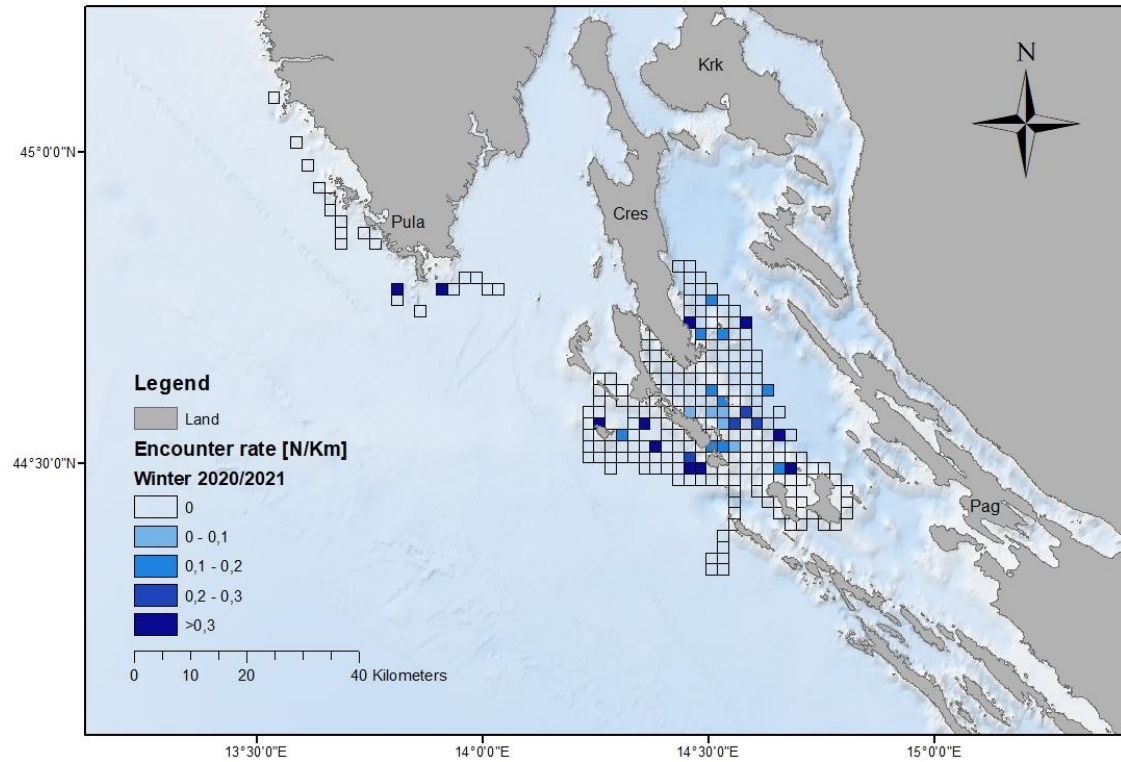 Krk
N
45°0'0"N
Cres
Pula
Legend
Land
Encounter rate [N/Km]
Winter 2020/2021
0
0 - 0,1
0,1 - 0,2
0,2 - 0,3
>0,3
44°30'0"N
Pag
0 10 20 40 Kilometers
13°30'0"E 14°0'0"E 14°30'0"E 15°0'0"E